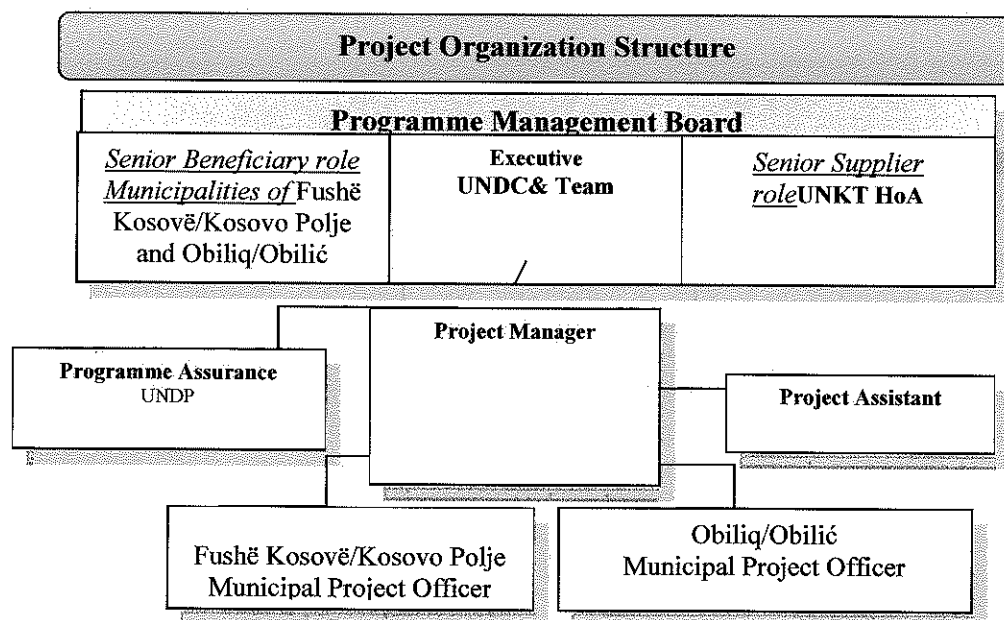 Project Organization Structure
Programme Management Board
Senior Beneficiary role
Municipalities of Fushë
Kosovë/Kosovo Polje
and Obiliq/Obilić
Executive
UNDC& Team
Senior Supplier
roleUNKT HoA
Project Manager
Programme Assurance
UNDP
Project Assistant
Fushë Kosovë/Kosovo Polje
Municipal Project Officer
Obiliq/Obilić
Municipal Project Officer